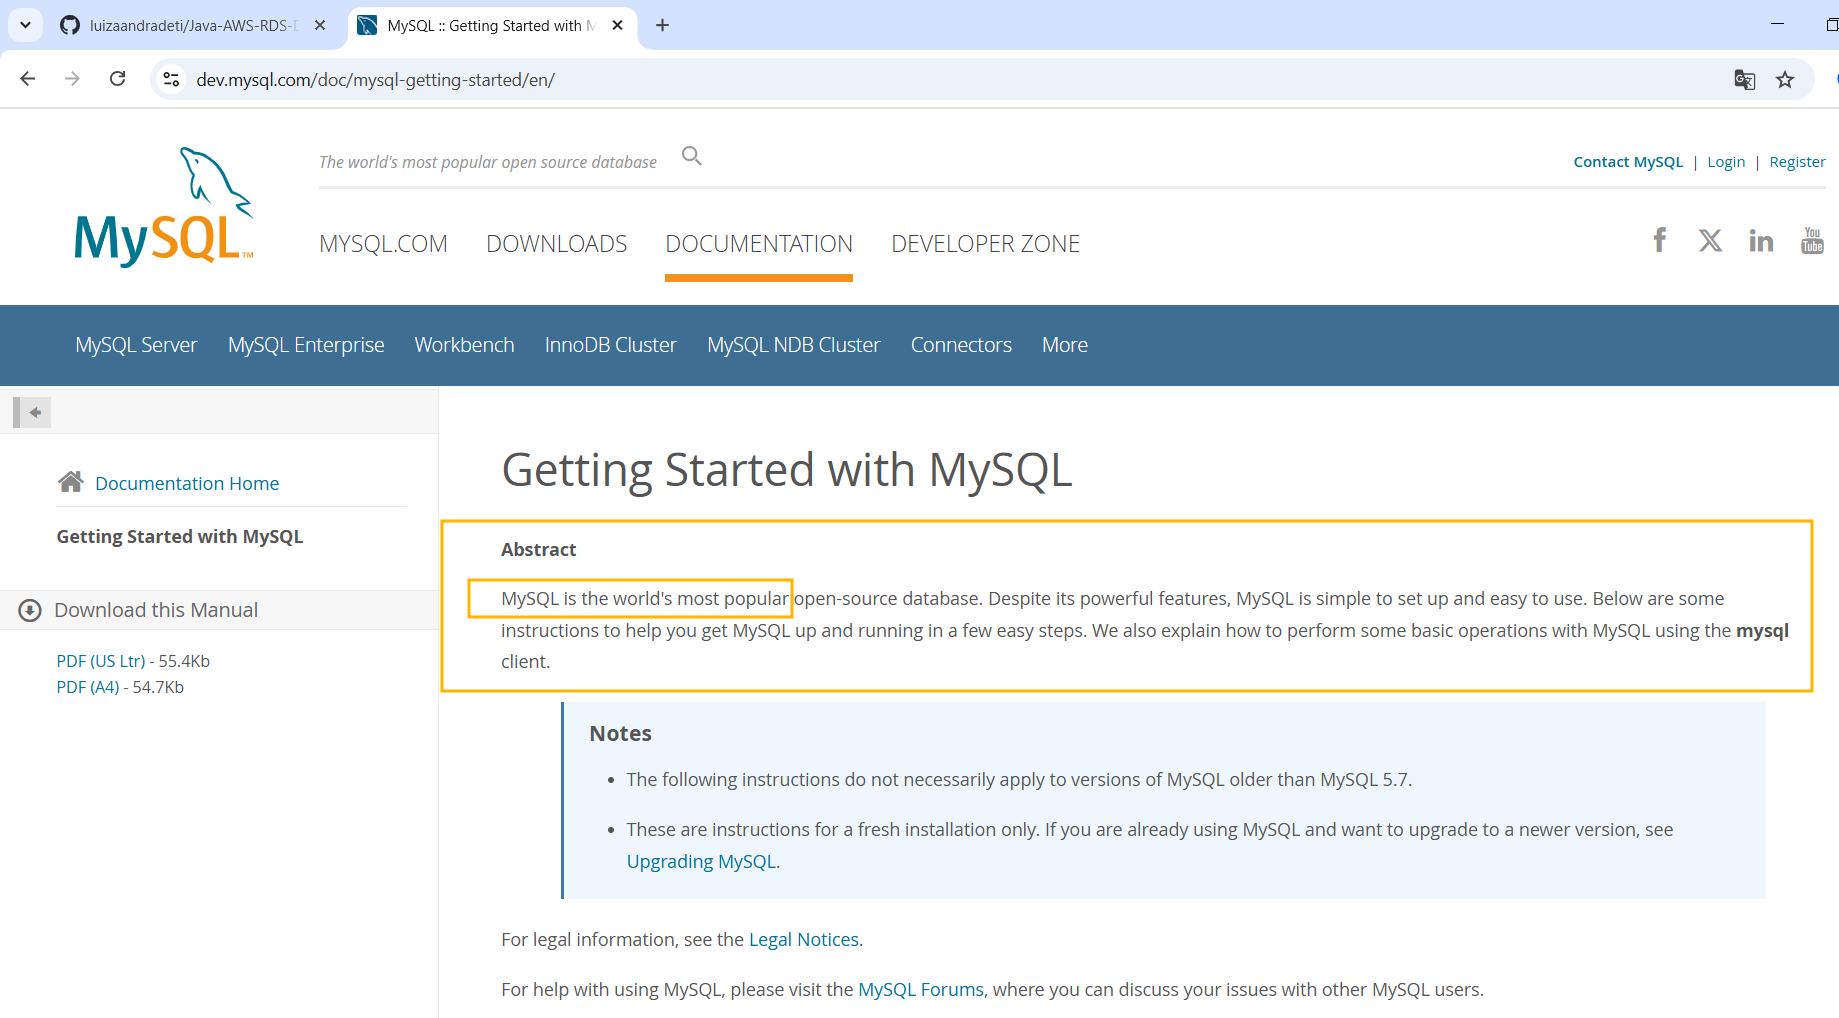 luizaandradeti/Java-AWS-RDS-
MySQL :: Getting Started with
dev.mysql.com/doc/mysql-getting-started/en/
MySQL™
The world's most popular open source database
Contact MySQL | Login | Register
MYSQL.COM DOWNLOADS DOCUMENTATION DEVELOPER ZONE
You Tube
MySQL Server MySQL Enterprise Workbench InnoDB Cluster MySQL NDB Cluster Connectors More
Documentation Home
Getting Started with MySQL
Download this Manual
PDF (US Ltr) - 55.4Kb
PDF (A4) - 54.7Kb
Getting Started with MySQL
Abstract
MySQL is the world's most popular open-source database. Despite its powerful features, MySQL is simple to set up and easy to use. Below are some
instructions to help you get MySQL up and running in a few easy steps. We also explain how to perform some basic operations with MySQL using the mysql
client.
Notes
• The following instructions do not necessarily apply to versions of MySQL older than MySQL 5.7.
• These are instructions for a fresh installation only. If you are already using MySQL and want to upgrade to a newer version, see
Upgrading MySQL.
For legal information, see the Legal Notices.
For help with using MySQL, please visit the MySQL Forums, where you can discuss your issues with other MySQL users.